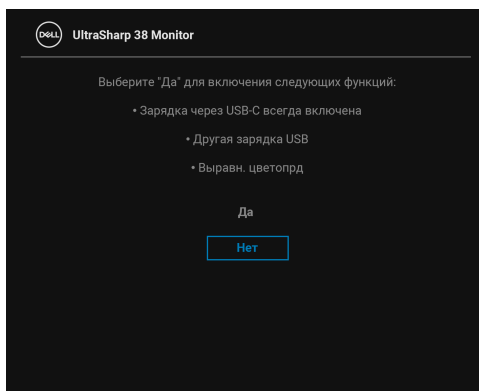 DELL
UltraSharp 38 Monitor
Выберите "Да" для включения следующих функций:
• Зарядка через USB-C всегда включена
• Другая зарядка USB
• Выравн. цветопрд
Да
Нет